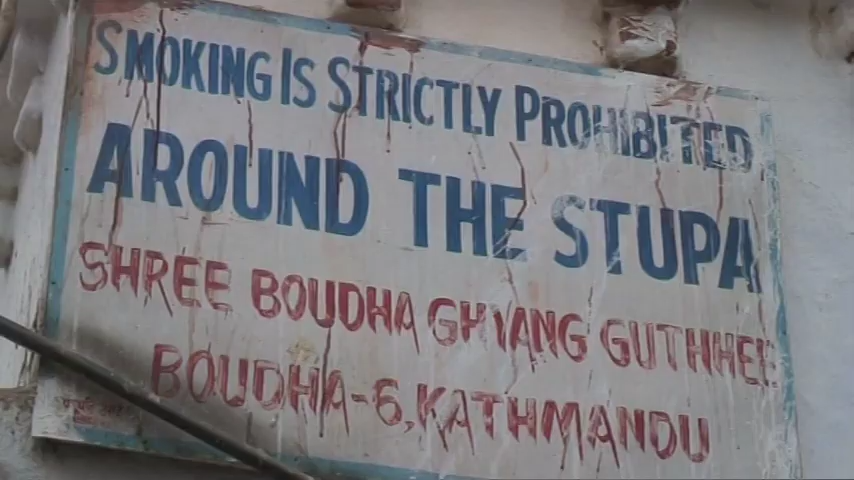 SMOKING IS STRICTLY PROHIBITED
AROUND THE STUPA
SHREE BOUDHA GHYANG GUTHHEE
BOUDHA-6, KATHMANDU